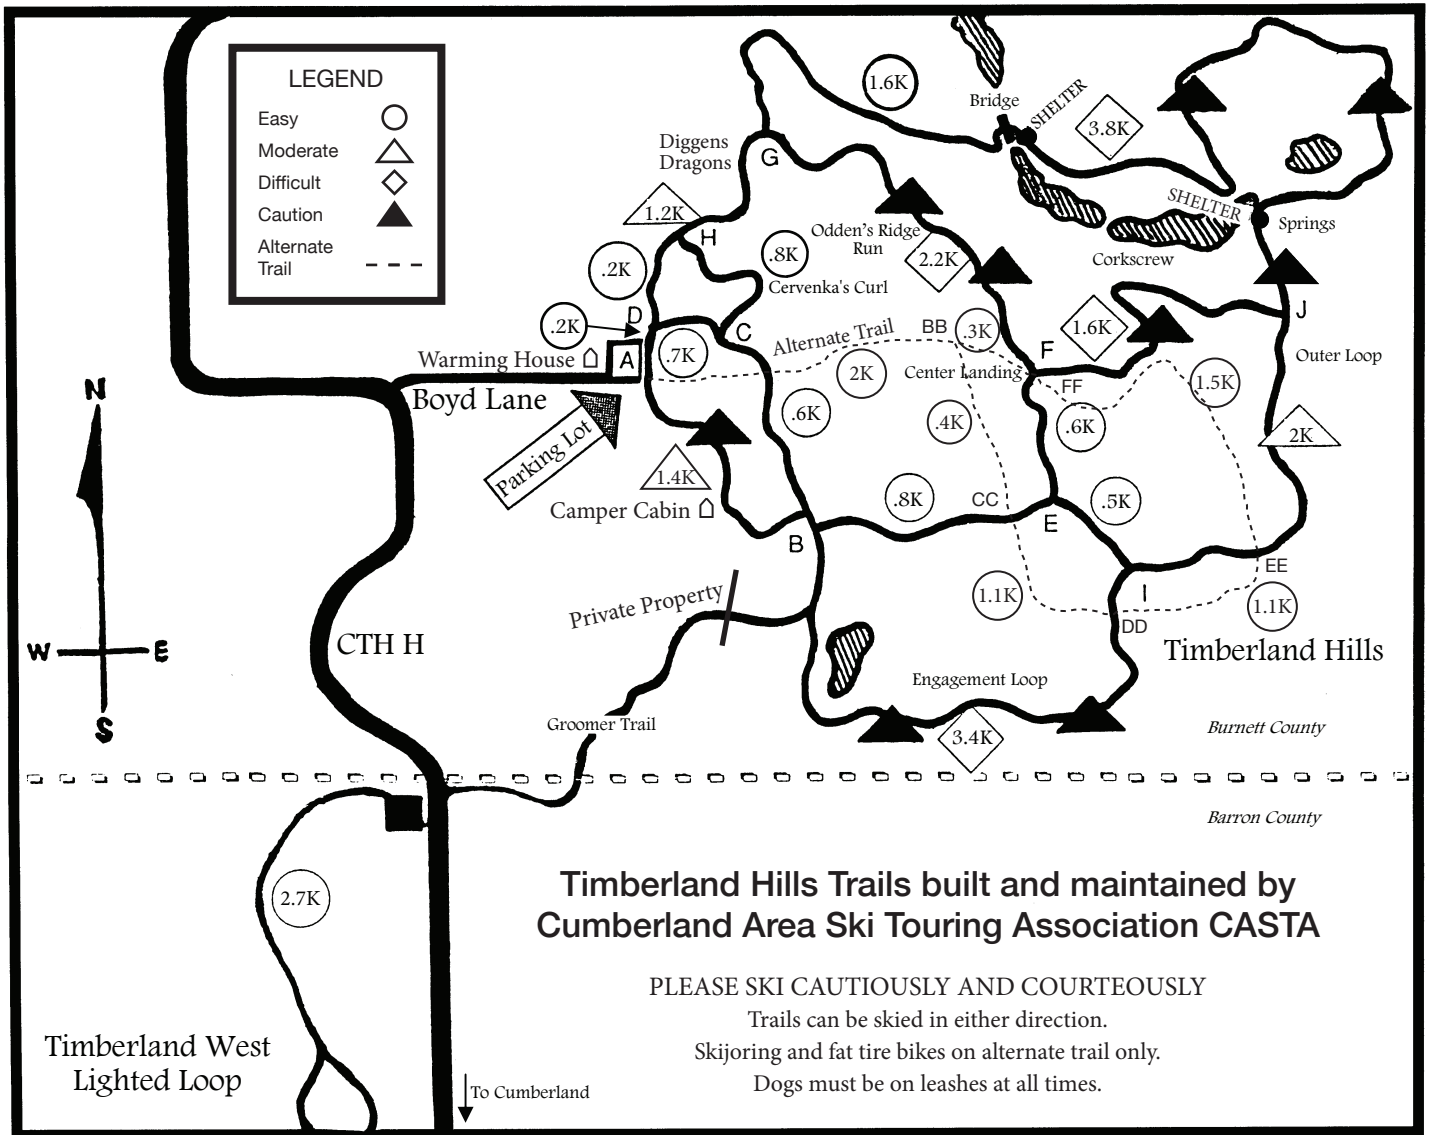 LEGEND
Easy
Moderate
Difficult
Caution
Alternate
Trail
1.6K
Bridge
SHELTER
3.8K
Diggens
Dragons
G
1.2K
H
SHELTER
Springs
Odden's Ridge
Run
2.2K
Corkscrew
.2K
.8K
Cervenka's Curl
D
.2K
C
J
Alternate Trail
BB
.3K
1.6K
F
Outer Loop
Warming House
A
.7K
2K
Center Landing
FF
1.5K
Boyd Lane
.6K
.4K
.6K
2K
N
Parking Lot
1.4K
Camper Cabin
.8K
CC
E
.5K
B
EE
I
1.1K
1.1K
Private Property
DD
CTH H
W
E
Timberland Hills
Engagement Loop
S
Groomer Trail
3.4K
Burnett County
Barron County
2.7K
Timberland Hills Trails built and maintained by
Cumberland Area Ski Touring Association CASTA
PLEASE SKI CAUTIOUSLY AND COURTEOUSLY
Trails can be skied in either direction.
Skijoring and fat tire bikes on alternate trail only.
Dogs must be on leashes at all times.
Timberland West
Lighted Loop
To Cumberland